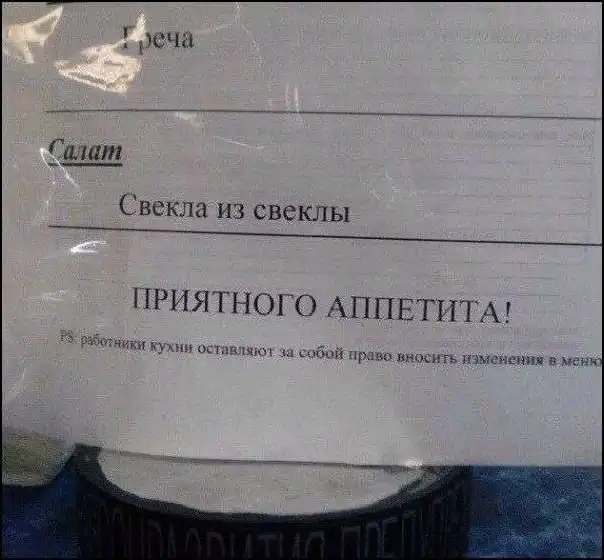 Греча
Салат
Свекла из свеклы
ПРИЯТНОГО АППЕТИТА!
PS: работники кухни оставляют за собой право вносить изменения в меню